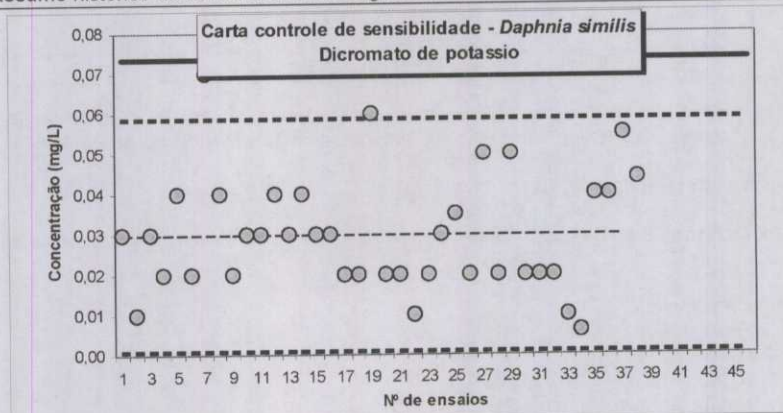 Carta controle de sensibilidade - Daphnia similis
Dicromato de potassio
Concentração (mg/L)
0,08
0,07
0,06
0,05
0,04
0,03
0,02
0,01
0,00
1 3 5 7 9 11 13 15 17 19 21 23 25 27 29 31 33 35 37 39 41 43 45
Nº de ensaios